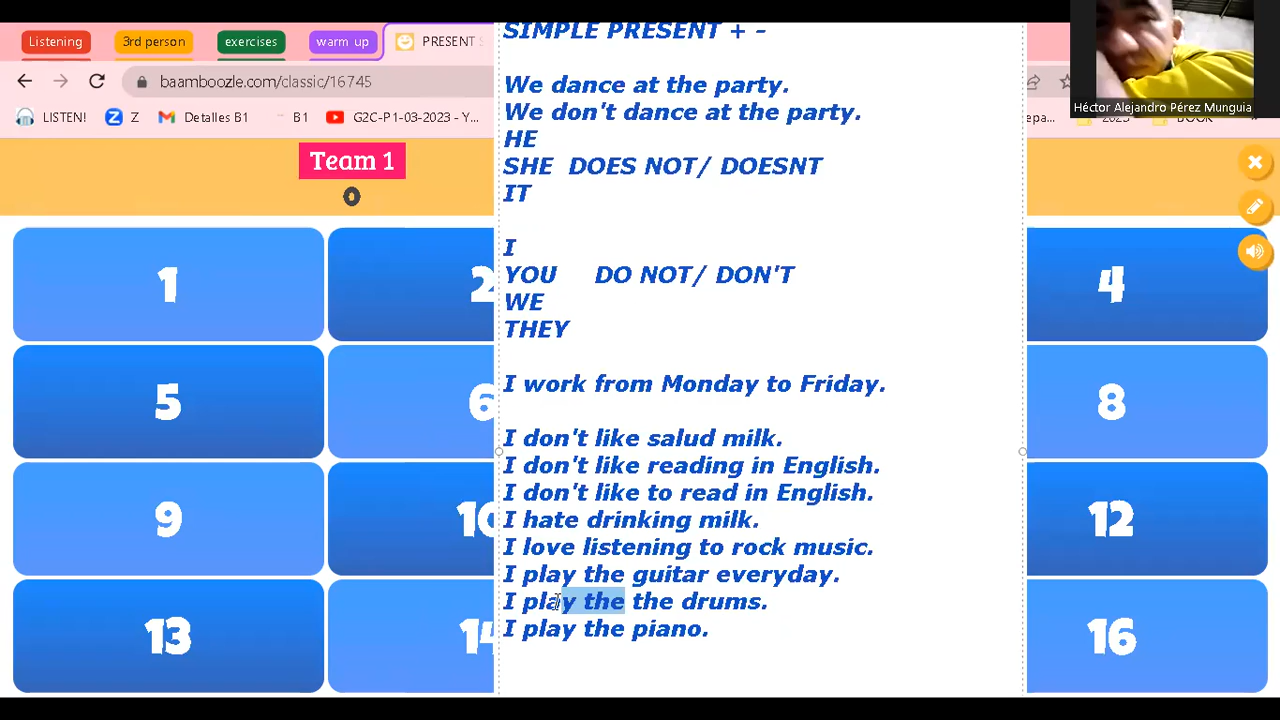 Listening 3rd person exercises warm up PRESENT S
baamboozle.com/classic/16745
LISTEN! Z Detalles B1 B1 G2C-P1-03-2023 - Y... BOOK
Héctor Alejandro Pérez Munguia
Team 1
0
SIMPLE PRESENT + -
We dance at the party.
We don't dance at the party.
HE
SHE DOES NOT/ DOESNT
IT
I
YOU DO NOT/ DON'T
WE
THEY
I work from Monday to Friday.
I don't like salud milk.
I don't like reading in English.
I don't like to read in English.
I hate drinking milk.
I love listening to rock music.
I play the guitar everyday.
I play the the drums.
I play the piano.
1 2 4
5 6 8
9 10 12
13 14 16